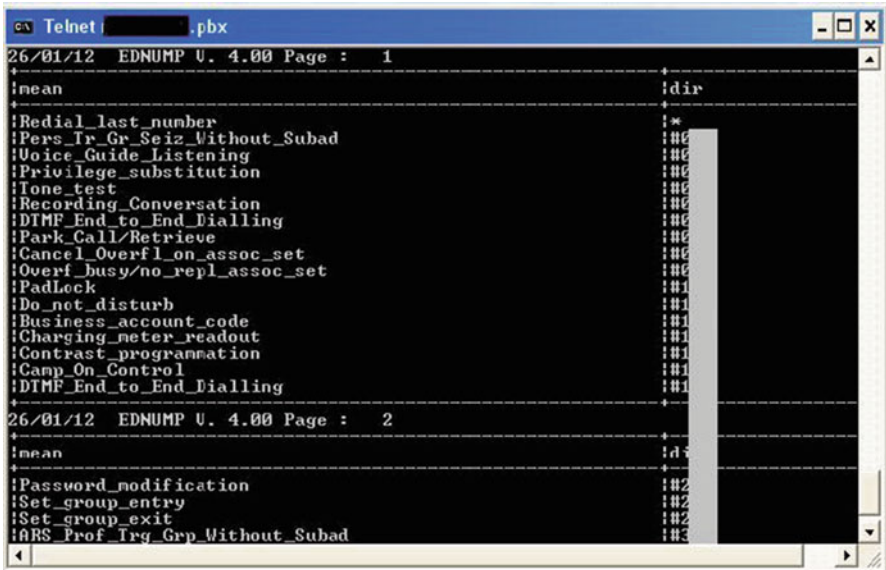 Telnet .pbx
26/01/12 EDNUMP V. 4.00 Page : 1
mean dir
Redial_last_number *
Pers_Tr_Gr_Seiz_Without_Subad #0
Voice_Guide_Listening #0
Privilege_substitution #0
Tone_test #0
Recording_Conversation #0
DTMF_End_to_End_Dialling #0
Park_Call/Retrieve #0
Cancel_Overfl_on_assoc_set #0
Overf_busy/no_repl_assoc_set #0
PadLock #1
Do_not_disturb #1
Business_account_code #1
Charging_meter_readout #1
Contrast_programmation #1
Camp_On_Control #1
DTMF_End_to_End_Dialling #1
26/01/12 EDNUMP V. 4.00 Page : 2
mean
Password_modification #2
Set_group_entry #2
Set_group_exit #2
ARS_Prof_Trg_Grp_Without_Subad #3